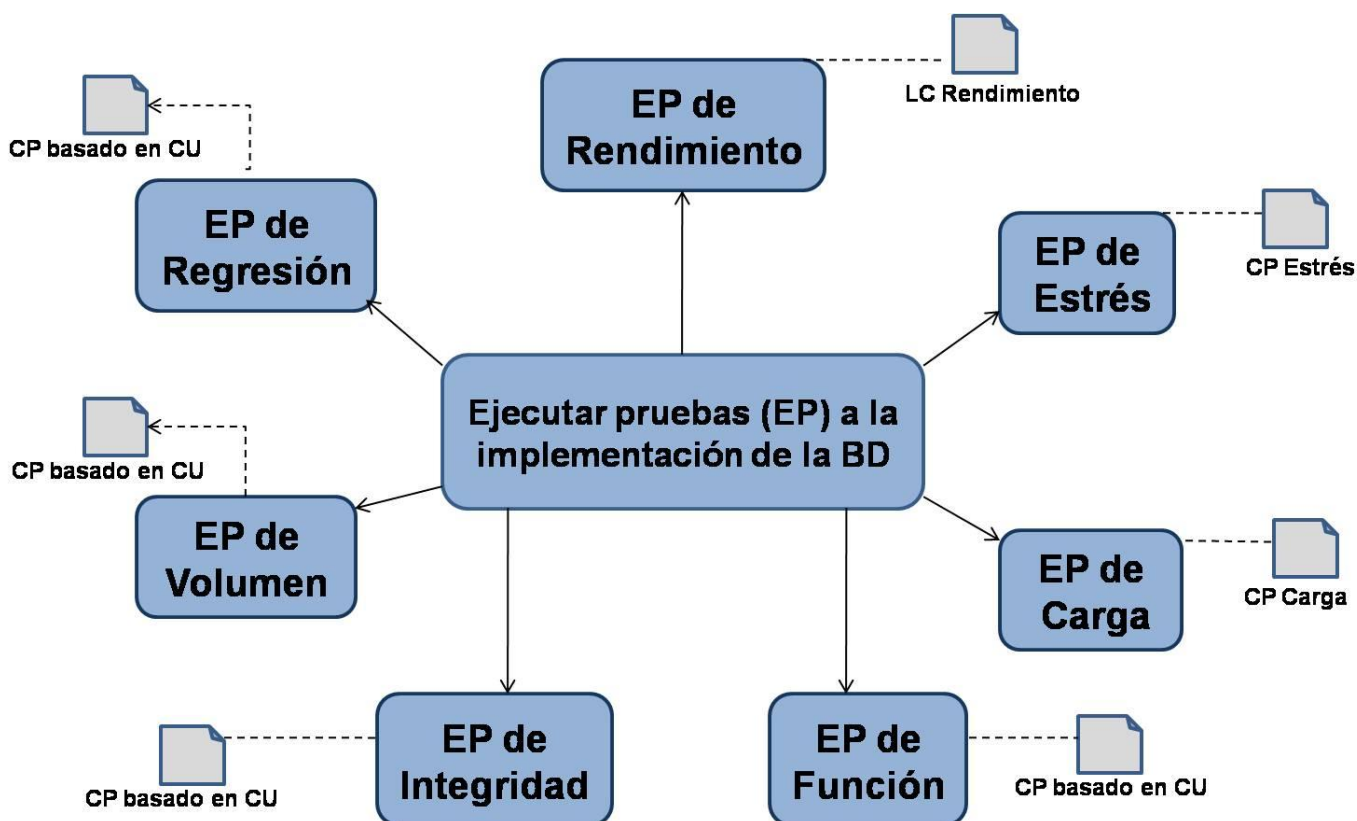 LC Rendimiento
EP de
Rendimiento
CP basado en CU
EP de
Regresión
EP de
Estrés
CP Estrés
Ejecutar pruebas (EP) a la
implementación de la BD
CP basado en CU
EP de
Volumen
EP de
Carga
CP Carga
EP de
Integridad
CP basado en CU
EP de
Función
CP basado en CU